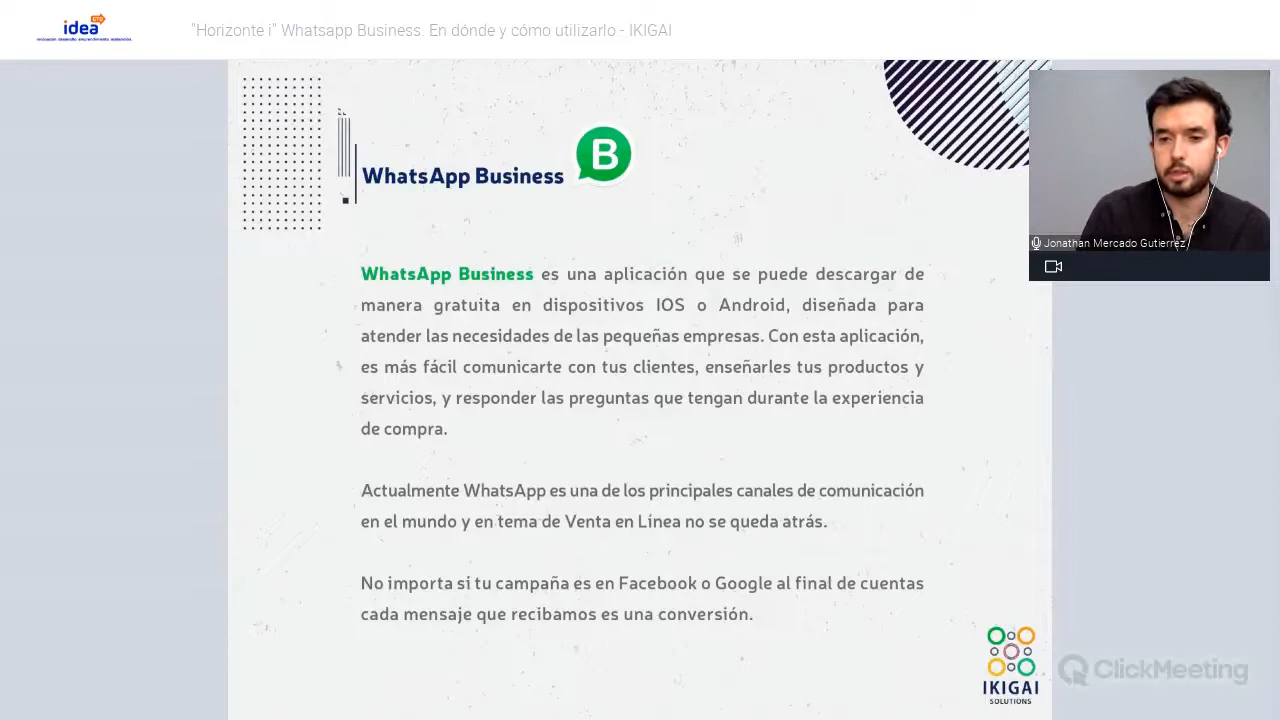 idea
GTO
"Horizonte i" Whatsapp Business. En dónde y cómo utilizarlo - IKIGAI
WhatsApp Business
B
Jonathan Mercado Gutierrez
WhatsApp Business es una aplicación que se puede descargar de
manera gratuita en dispositivos IOS o Android, diseñada para
atender las necesidades de las pequeñas empresas. Con esta aplicación,
es más fácil comunicarte con tus clientes, enseñarles tus productos y
servicios, y responder las preguntas que tengan durante la experiencia
de compra.
Actualmente WhatsApp es una de los principales canales de comunicación
en el mundo y en tema de Venta en Línea no se queda atrás.
No importa si tu campaña es en Facebook o Google al final de cuentas
cada mensaje que recibamos es una conversión.
IKIGAI
SOLUTIONS
ClickMeeting